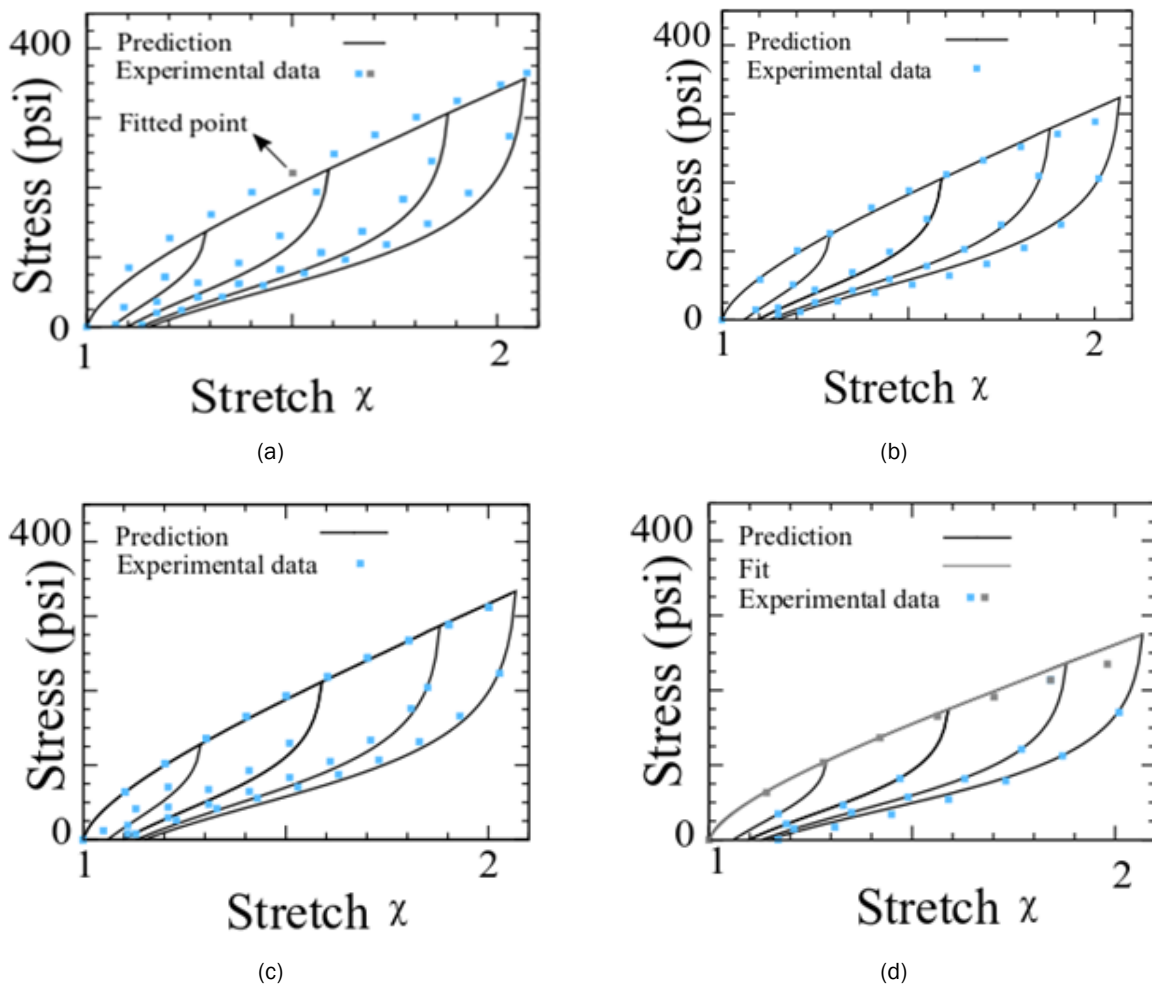 400
Prediction
Experimental data
Fitted point
Stress (psi)
0
1
2
Stretch χ
(a)
400
Prediction
Experimental data
Stress (psi)
0
1
2
Stretch χ
(b)
400
Prediction
Experimental data
Stress (psi)
0
1
2
Stretch χ
(c)
400
Prediction
Fit
Experimental data
Stress (psi)
0
1
2
Stretch χ
(d)